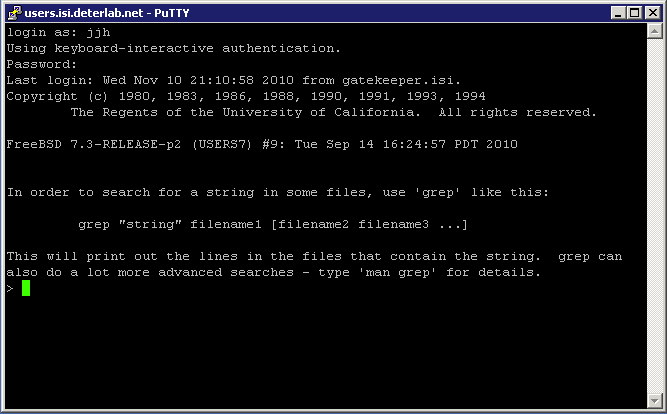 users.isi.deterlab.net - PuTTY
login as: jjh
Using keyboard-interactive authentication.
Password:
Last login: Wed Nov 10 21:10:58 2010 from gatekeeper.isi.
Copyright (c) 1980, 1983, 1986, 1988, 1990, 1991, 1993, 1994
        The Regents of the University of California.  All rights reserved.
FreeBSD 7.3-RELEASE-p2 (USERS7) #9: Tue Sep 14 16:24:57 PDT 2010
In order to search for a string in some files, use 'grep' like this:
         grep "string" filename1 [filename2 filename3 ...]
This will print out the lines in the files that contain the string.  grep can
also do a lot more advanced searches - type 'man grep' for details.
>